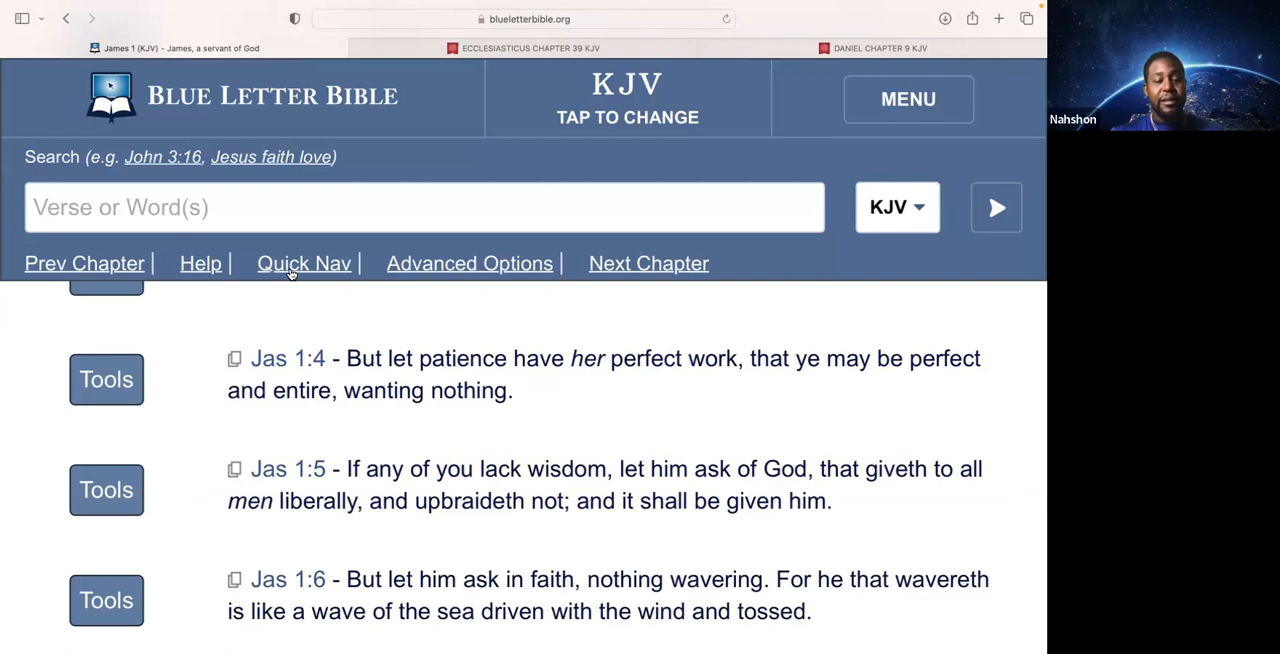 blueletterbible.org
James 1 (KJV) - James, a servant of God
ECCLESIASTICUS CHAPTER 39 KJV
DANIEL CHAPTER 9 KJV
BLUE LETTER BIBLE
KJV
TAP TO CHANGE
MENU
Nahshon
Search (e.g. John 3:16, Jesus faith love)
Verse or Word(s)
KJV
Prev Chapter | Help | Quick Nav | Advanced Options | Next Chapter
Tools
Jas 1:4 - But let patience have her perfect work, that ye may be perfect
and entire, wanting nothing.
Tools
Jas 1:5 - If any of you lack wisdom, let him ask of God, that giveth to all
men liberally, and upbraideth not; and it shall be given him.
Tools
Jas 1:6 - But let him ask in faith, nothing wavering. For he that wavereth
is like a wave of the sea driven with the wind and tossed.